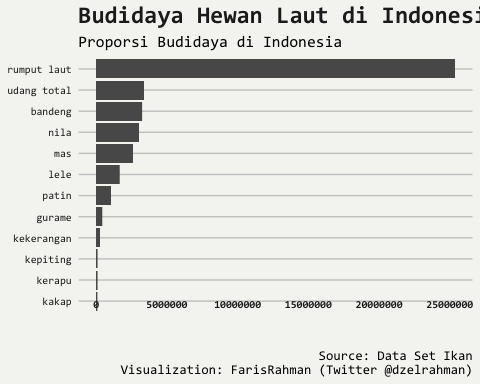 Budidaya Hewan Laut di Indonesi
Proporsi Budidaya di Indonesia
rumput laut
udang total
bandeng
nila
mas
lele
patin
gurame
kekerangan
kepiting
kerapu
kakap
0 5000000 10000000 15000000 20000000 25000000
Source: Data Set Ikan
Visualization: FarisRahman (Twitter @dzelrahman)